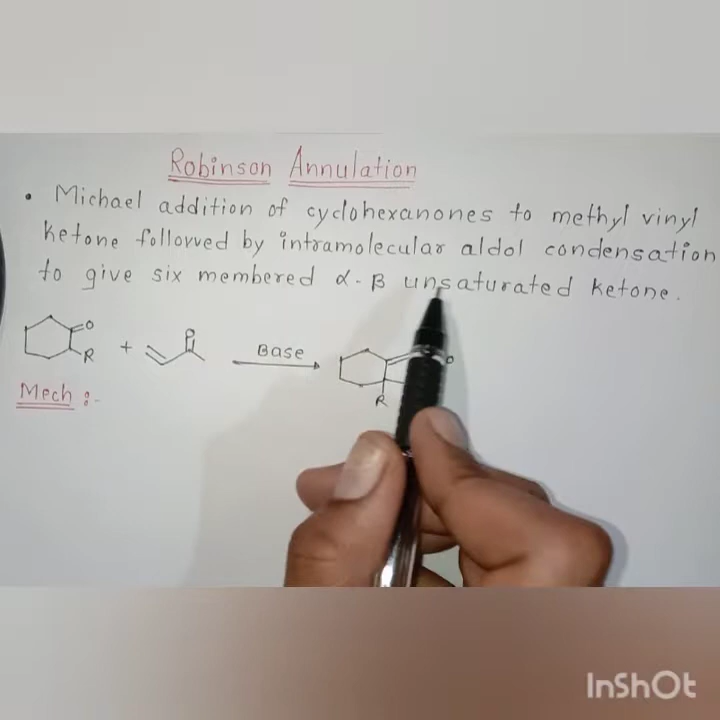 Robinson Annulation
• Michael addition of cyclohexanones to methyl vinyl
ketone followed by intramolecular aldol condensation
to give six membered α-β unsaturated ketone.
O
R
+
O
Base
O
R
Mech :-
InShOt